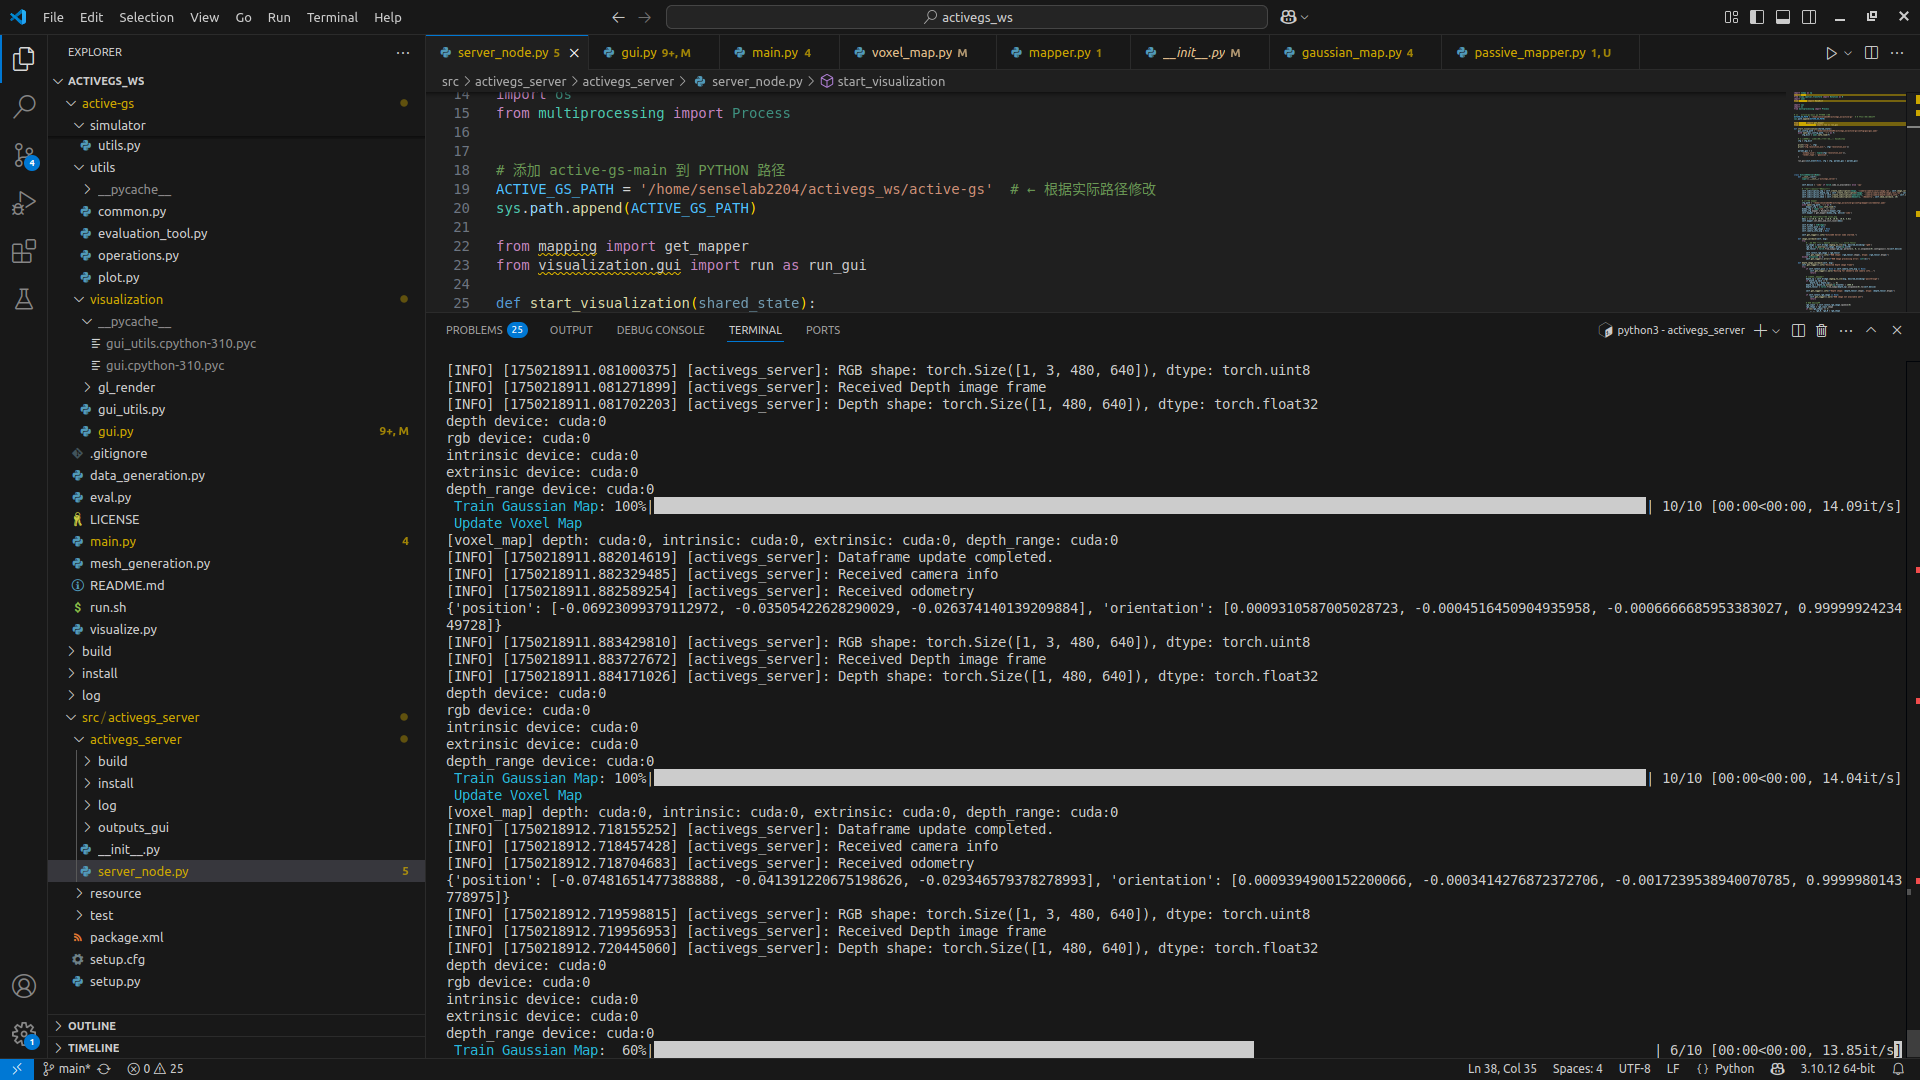 File Edit Selection View Go Run Terminal Help
activegs_ws
EXPLORER
ACTIVEGS_WS
active-gs
simulator
utils.py
utils
__pycache__
common.py
evaluation_tool.py
operations.py
plot.py
visualization
__pycache__
gui_utils.cpython-310.pyc
gui.cpython-310.pyc
gl_render
gui_utils.py
gui.py 9+, M
.gitignore
data_generation.py
eval.py
LICENSE
main.py 4
mesh_generation.py
README.md
run.sh
visualize.py
build
install
log
src/activegs_server
activegs_server
build
install
log
outputs_gui
__init__.py
server_node.py 5
resource
test
package.xml
setup.cfg
setup.py
OUTLINE
TIMELINE
4
1
server_node.py 5 gui.py 9+, M main.py 4 voxel_map.py M mapper.py 1 __init__.py M gaussian_map.py 4 passive_mapper.py 1, U
src > activegs_server > activegs_server > server_node.py > start_visualization
14 import os
15 from multiprocessing import Process
16
17
18 # 添加 active-gs-main 到 PYTHON 路径
19 ACTIVE_GS_PATH = '/home/senselab2204/activegs_ws/active-gs' # ← 根据实际路径修改
20 sys.path.append(ACTIVE_GS_PATH)
21
22 from mapping import get_mapper
23 from visualization.gui import run as run_gui
24
25 def start_visualization(shared_state):
PROBLEMS 25 OUTPUT DEBUG CONSOLE TERMINAL PORTS
python3 - activegs_server
[INFO] [1750218911.081000375] [activegs_server]: RGB shape: torch.Size([1, 3, 480, 640]), dtype: torch.uint8
[INFO] [1750218911.081271899] [activegs_server]: Received Depth image frame
[INFO] [1750218911.081702203] [activegs_server]: Depth shape: torch.Size([1, 480, 640]), dtype: torch.float32
depth device: cuda:0
rgb device: cuda:0
intrinsic device: cuda:0
extrinsic device: cuda:0
depth_range device: cuda:0
Train Gaussian Map: 100%| | 10/10 [00:00<00:00, 14.09it/s]
Update Voxel Map
[voxel_map] depth: cuda:0, intrinsic: cuda:0, extrinsic: cuda:0, depth_range: cuda:0
[INFO] [1750218911.882014619] [activegs_server]: Dataframe update completed.
[INFO] [1750218911.882329485] [activegs_server]: Received camera info
[INFO] [1750218911.882589254] [activegs_server]: Received odometry
{'position': [-0.06923099379112972, -0.03505422628290029, -0.026374140139209884], 'orientation': [0.0009310587005028723, -0.0004516450904935958, -0.0006666685953383027, 0.99999924234
49728]}
[INFO] [1750218911.883429810] [activegs_server]: RGB shape: torch.Size([1, 3, 480, 640]), dtype: torch.uint8
[INFO] [1750218911.883727672] [activegs_server]: Received Depth image frame
[INFO] [1750218911.884171026] [activegs_server]: Depth shape: torch.Size([1, 480, 640]), dtype: torch.float32
depth device: cuda:0
rgb device: cuda:0
intrinsic device: cuda:0
extrinsic device: cuda:0
depth_range device: cuda:0
Train Gaussian Map: 100%| | 10/10 [00:00<00:00, 14.04it/s]
Update Voxel Map
[voxel_map] depth: cuda:0, intrinsic: cuda:0, extrinsic: cuda:0, depth_range: cuda:0
[INFO] [1750218912.718155252] [activegs_server]: Dataframe update completed.
[INFO] [1750218912.718457428] [activegs_server]: Received camera info
[INFO] [1750218912.718704683] [activegs_server]: Received odometry
{'position': [-0.07481651477388888, -0.041391220675198626, -0.029346579378278993], 'orientation': [0.0009394900152200066, -0.0003414276872372706, -0.0017239538940070785, 0.9999980143
778975]}
[INFO] [1750218912.719598815] [activegs_server]: RGB shape: torch.Size([1, 3, 480, 640]), dtype: torch.uint8
[INFO] [1750218912.719956953] [activegs_server]: Received Depth image frame
[INFO] [1750218912.720445060] [activegs_server]: Depth shape: torch.Size([1, 480, 640]), dtype: torch.float32
depth device: cuda:0
rgb device: cuda:0
intrinsic device: cuda:0
extrinsic device: cuda:0
depth_range device: cuda:0
Train Gaussian Map: 60%| | 6/10 [00:00<00:00, 13.85it/s]
main* 0 25 Ln 38, Col 35 Spaces: 4 UTF-8 LF {} Python 3.10.12 64-bit